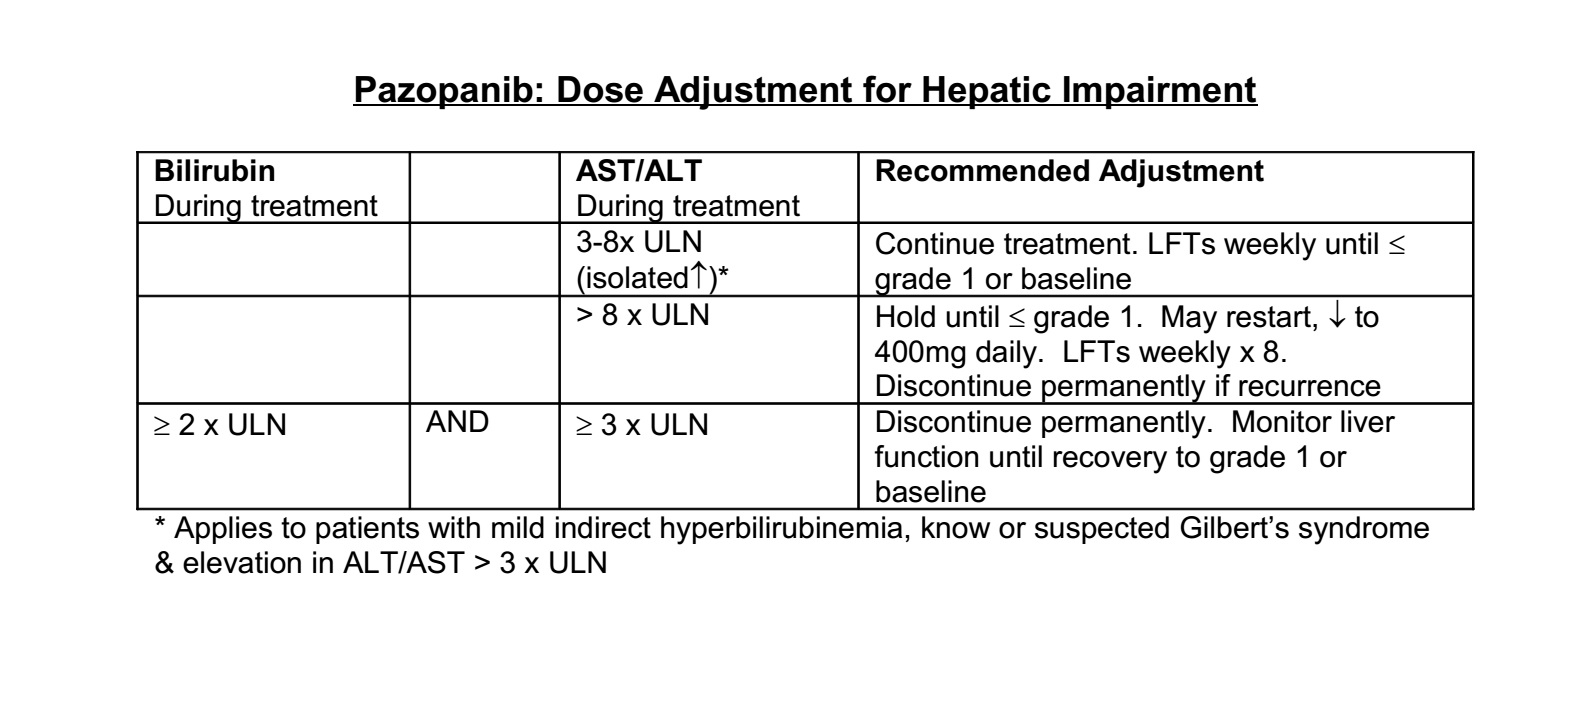 Pazopanib: Dose Adjustment for Hepatic Impairment
Bilirubin
During treatment
AST/ALT
During treatment
Recommended Adjustment
3-8x ULN
(isolated↑)*
Continue treatment. LFTs weekly until ≤
grade 1 or baseline
> 8 x ULN
Hold until ≤ grade 1.  May restart, ↓ to
400mg daily.  LFTs weekly x 8.
Discontinue permanently if recurrence
≥ 2 x ULN
AND
≥ 3 x ULN
Discontinue permanently.  Monitor liver
function until recovery to grade 1 or
baseline
* Applies to patients with mild indirect hyperbilirubinemia, know or suspected Gilbert’s syndrome
& elevation in ALT/AST > 3 x ULN